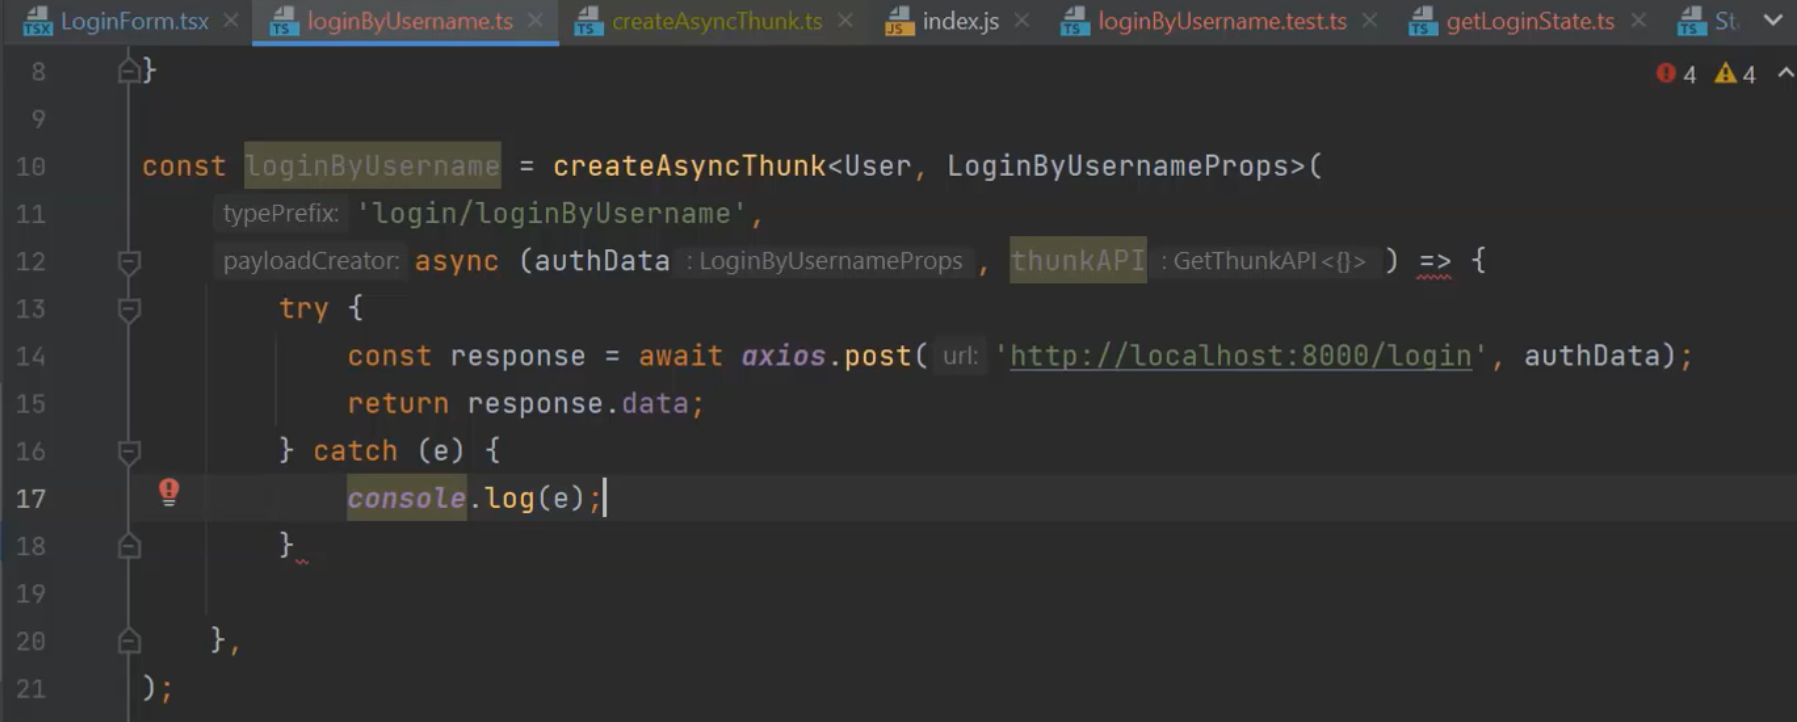 LoginForm.tsx loginByUsername.ts createAsyncThunk.ts index.js loginByUsername.test.ts getLoginState.ts St
8 }
4 4
9
10 const loginByUsername = createAsyncThunk<User, LoginByUsernameProps>(
11 typePrefix: 'login/loginByUsername',
12 payloadCreator: async (authData : LoginByUsernameProps , thunkAPI : GetThunkAPI<{}> ) => {
13 try {
14 const response = await axios.post( url: 'http://localhost:8000/login', authData);
15 return response.data;
16 } catch (e) {
17 console.log(e);
18 }
19
20 },
21 );